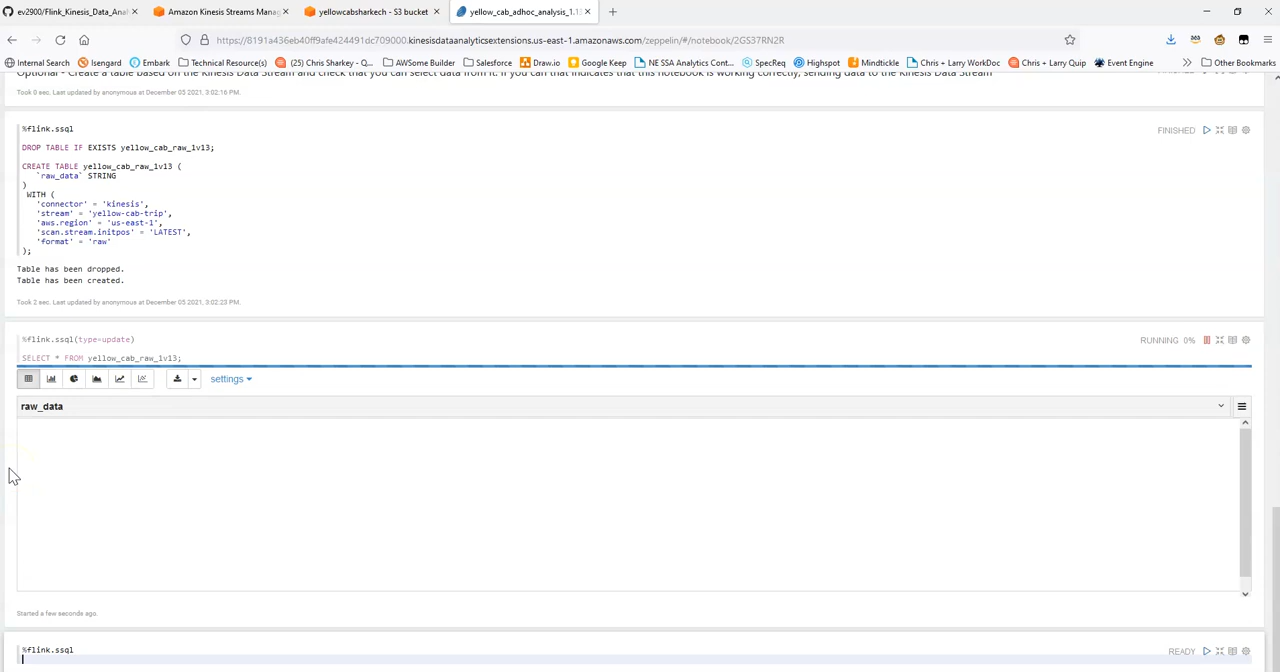 ev2900/Flink_Kinesis_Data_Anal
Amazon Kinesis Streams Manag
yellowcabsharkech - S3 bucket
yellow_cab_adhoc_analysis_1.1
https://8191a436eb40ff9afe424491dc709000.kinesisdataanalyticsextensions.us-east-1.amazonaws.com/zeppelin/#/notebook/2GS37RN2R
Internal Search
Isengard
Embark
Technical Resource(s)
(25) Chris Sharkey - Q...
AWSome Builder
Salesforce
Draw.io
NE SSA Analytics Cont...
SpecReq
Highspot
Mindtickle
Chris + Larry WorkDoc
Google Keep
Chris + Larry Quip
Event Engine
Other Bookmarks
Optional - Create a table based on the Kinesis Data Stream and check that you can select data from it. If you can that indicates that this notebook is working correctly, sending data to the Kinesis Data Stream
Took 0 sec. Last updated by anonymous at December 05 2021, 3:02:16 PM.
%flink.ssql
FINISHED
DROP TABLE IF EXISTS yellow_cab_raw_1v13;
CREATE TABLE yellow_cab_raw_1v13 (
`raw_data` STRING
)
WITH (
'connector' = 'kinesis',
'stream' = 'yellow-cab-trip',
'aws.region' = 'us-east-1',
'scan.stream.initpos' = 'LATEST',
'format' = 'raw'
);
Table has been dropped.
Table has been created.
Took 2 sec. Last updated by anonymous at December 05 2021, 3:02:23 PM.
%flink.ssql(type=update)
RUNNING 0%
SELECT * FROM yellow_cab_raw_1v13;
settings
raw_data
Started a few seconds ago.
%flink.ssql
READY